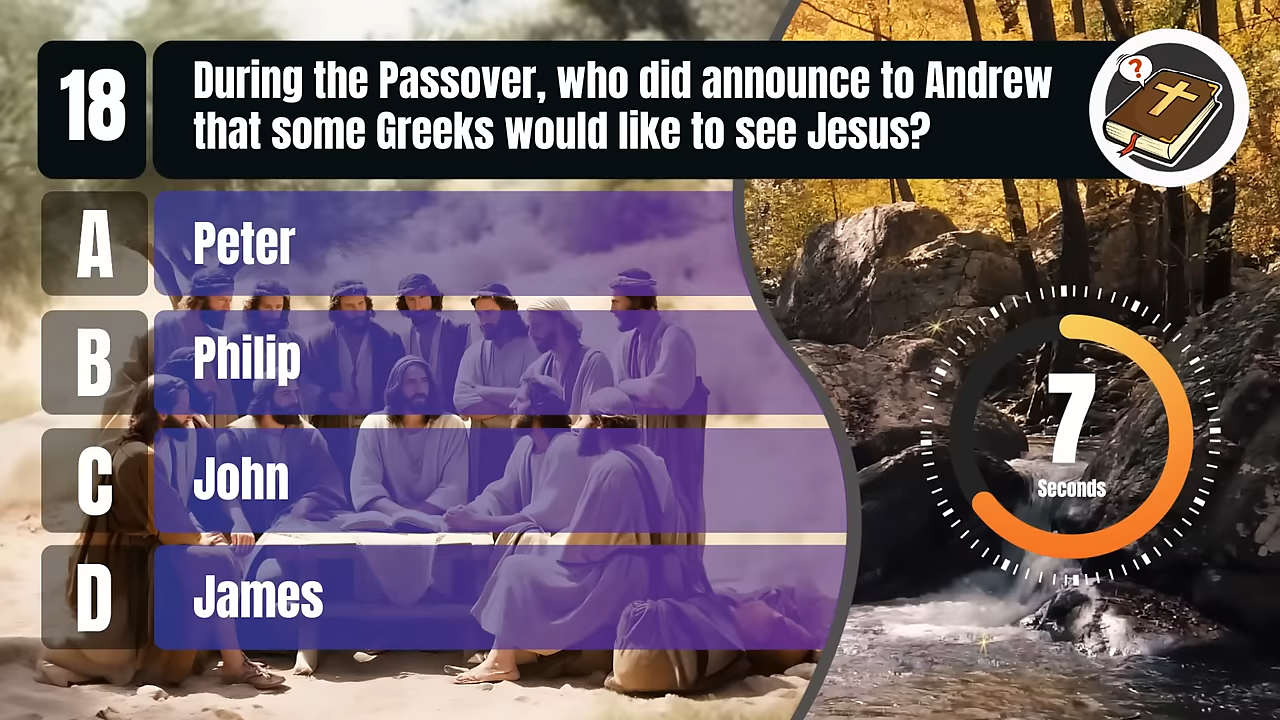 18
During the Passover, who did announce to Andrew
that some Greeks would like to see Jesus?
?
A
Peter
B
Philip
C
John
D
James
7
Seconds